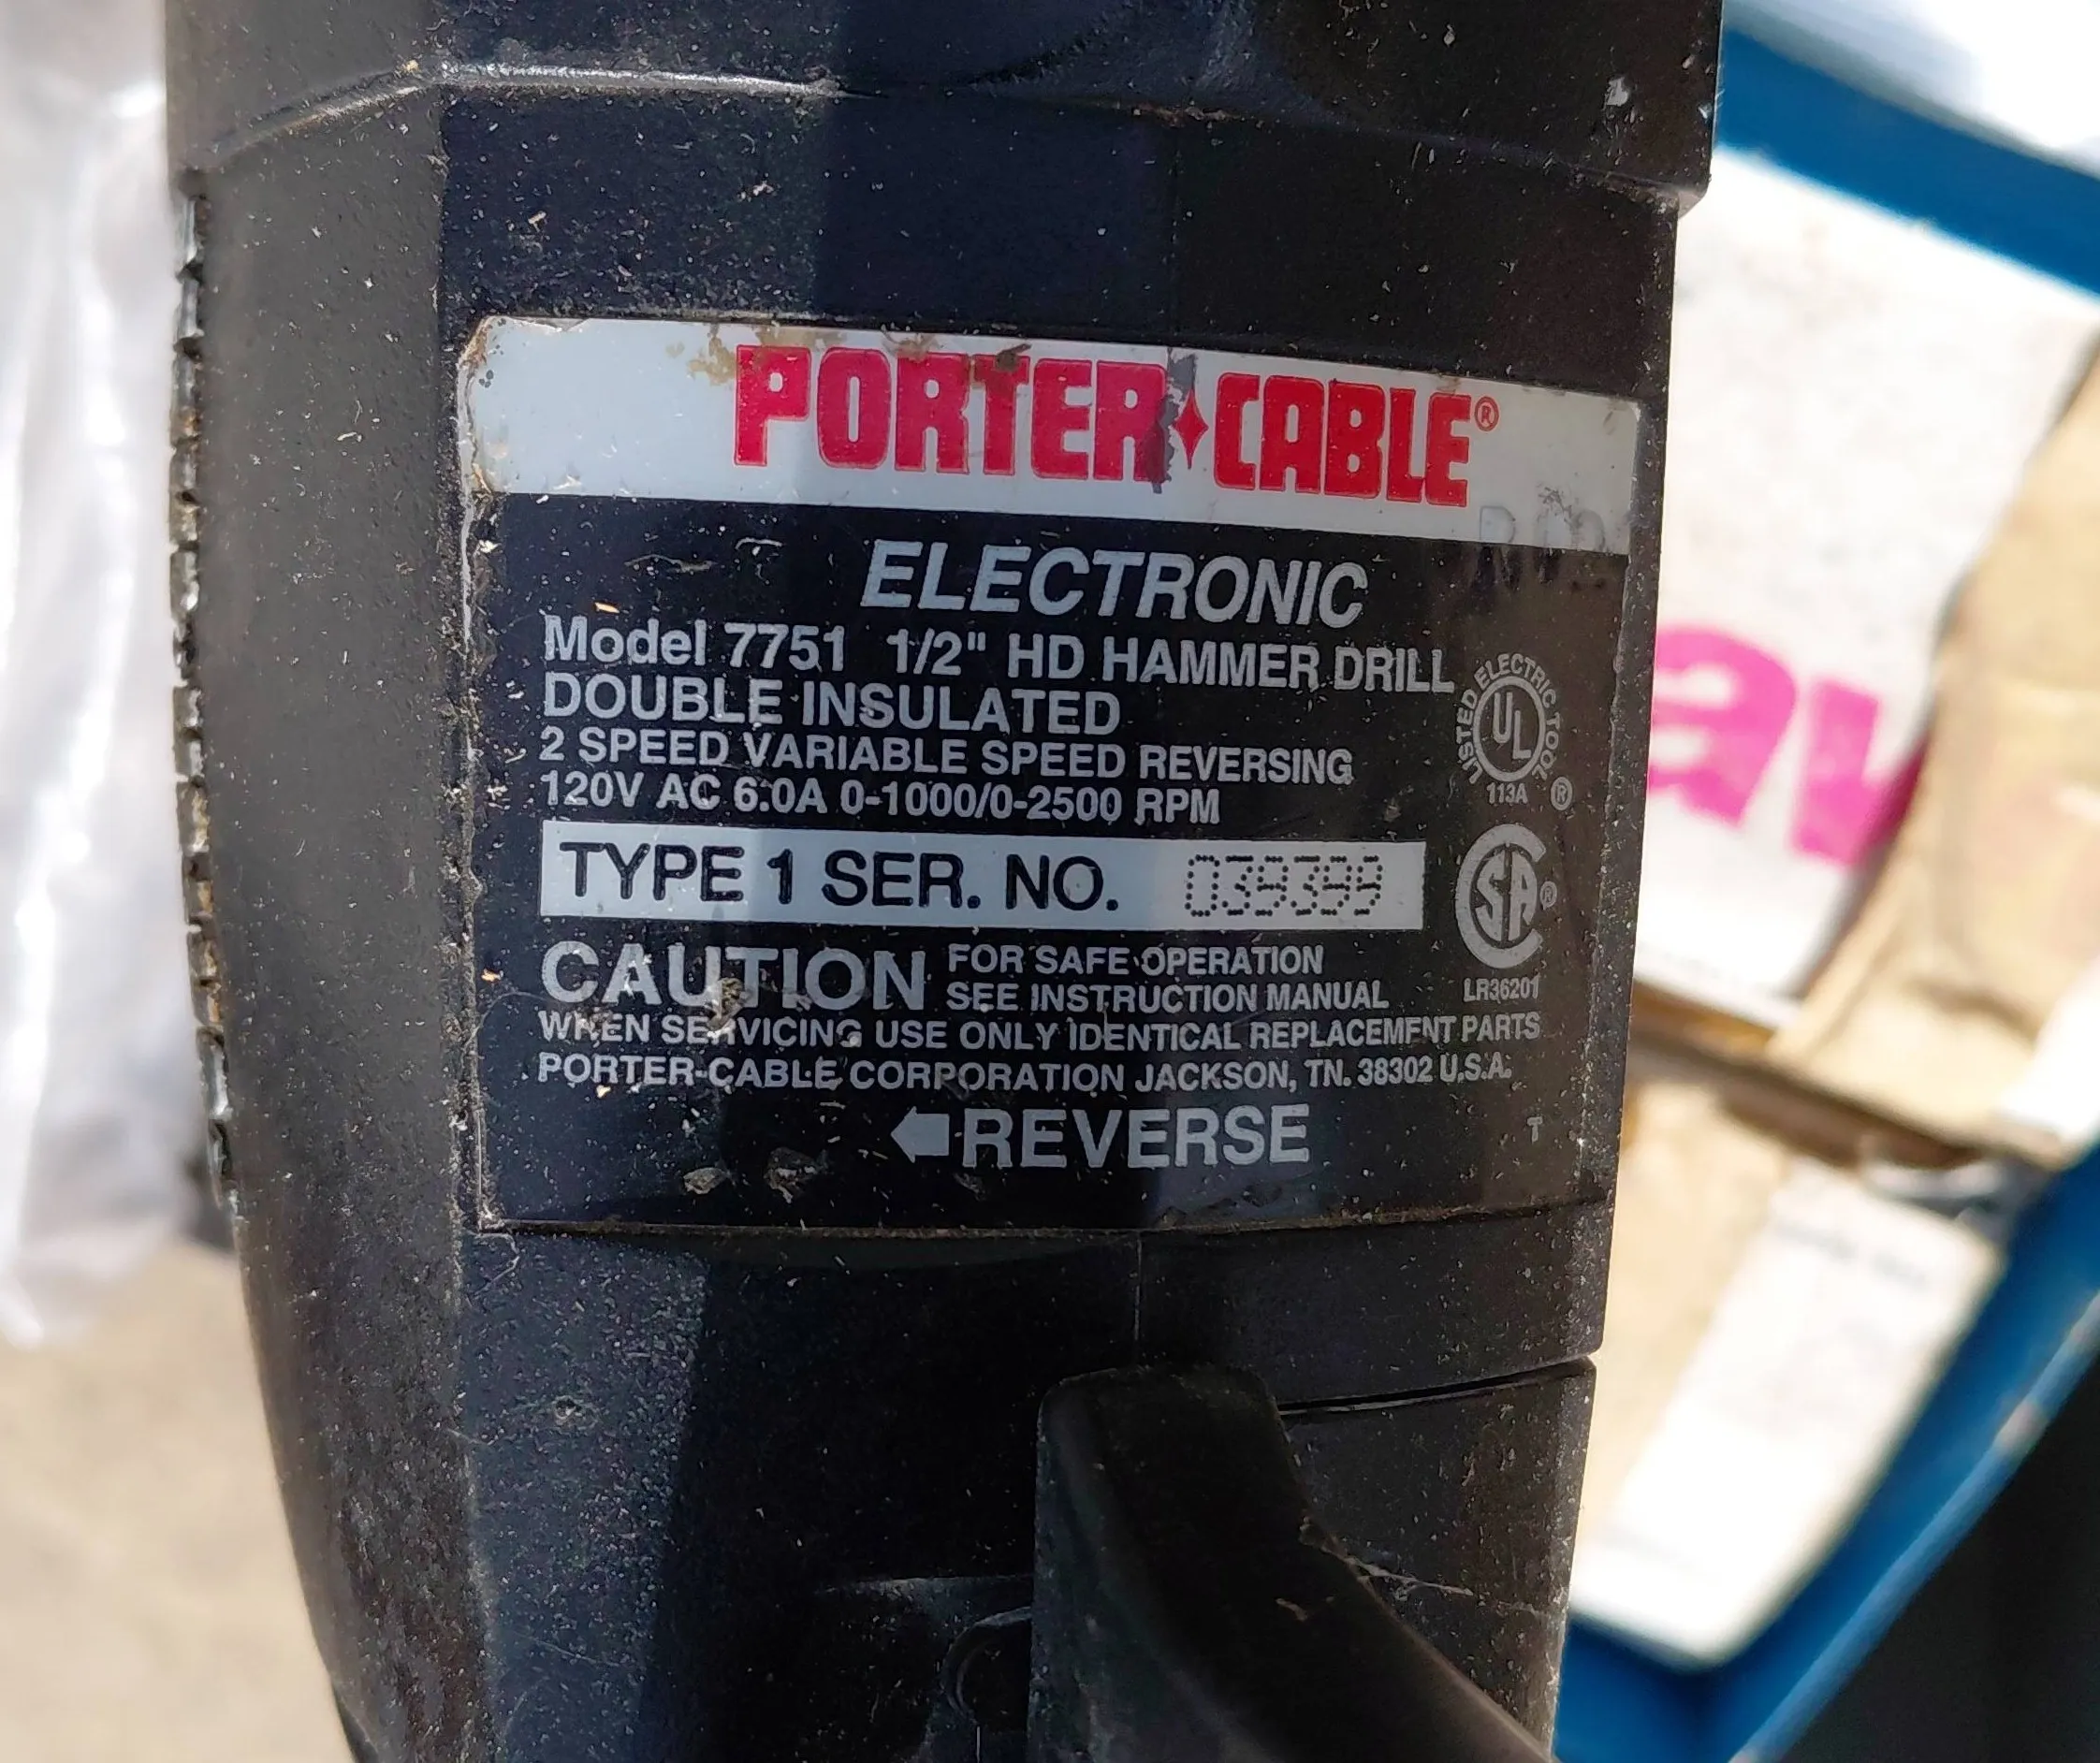 PORTER✦CABLE®
ELECTRONIC
Model 7751 1/2" HD HAMMER DRILL
DOUBLE INSULATED
2 SPEED VARIABLE SPEED REVERSING
120V AC 6.0A 0-1000/0-2500 RPM
LISTED ELECTRIC TOOL
UL
113A ®
TYPE 1 SER. NO. 039399
SA ®
LR36201
CAUTION FOR SAFE OPERATION
SEE INSTRUCTION MANUAL
WHEN SERVICING USE ONLY IDENTICAL REPLACEMENT PARTS
PORTER-CABLE CORPORATION JACKSON, TN. 38302 U.S.A.
REVERSE
T